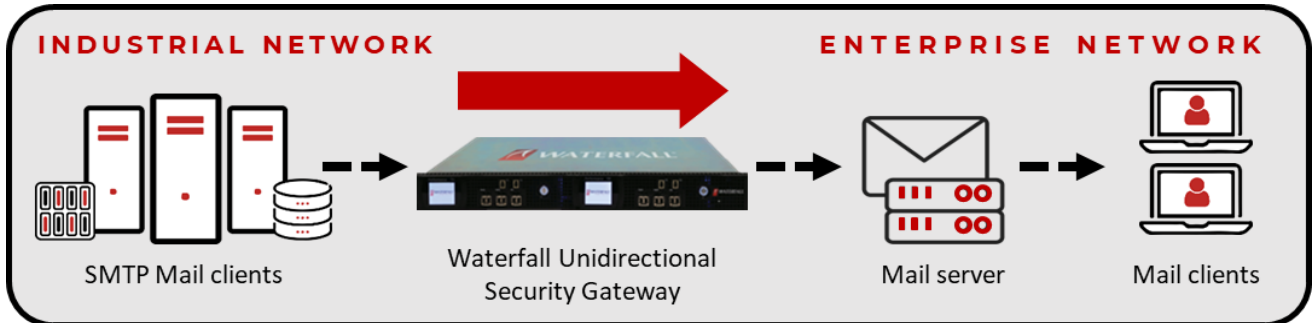 INDUSTRIAL NETWORK
ENTERPRISE NETWORK
WATERFALL
SMTP Mail clients
Waterfall Unidirectional
Security Gateway
Mail server
Mail clients